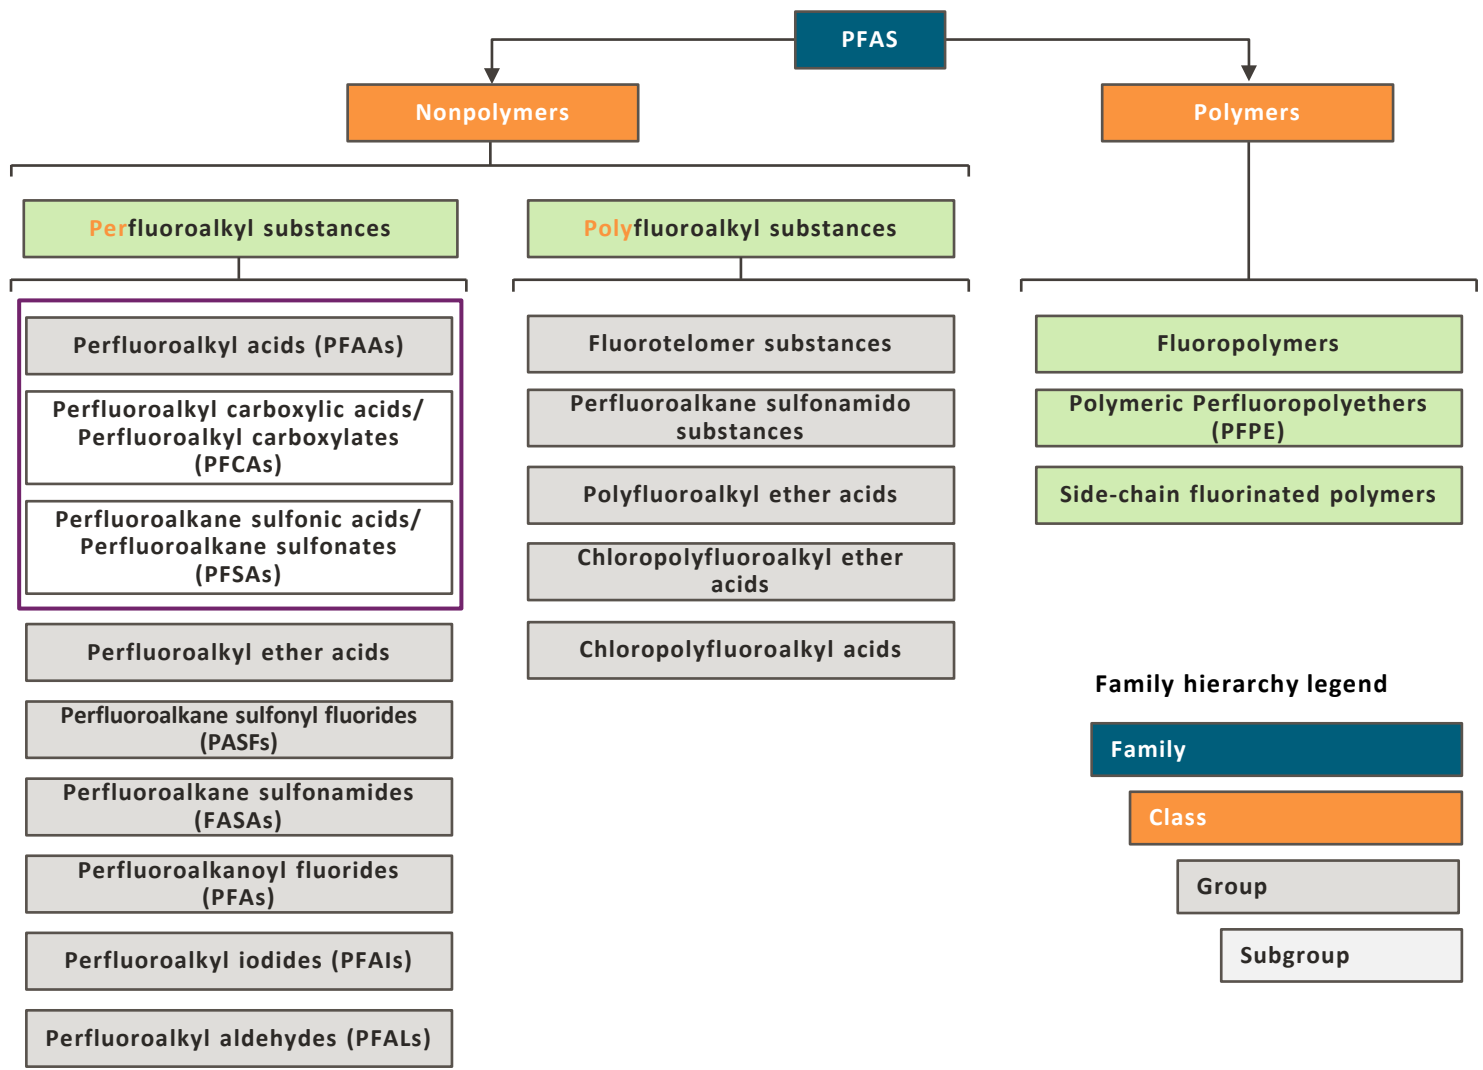 PFAS
Nonpolymers
Polymers
Perfluoroalkyl substances
Polyfluoroalkyl substances
Perfluoroalkyl acids (PFAAs)
Perfluoroalkyl carboxylic acids/
Perfluoroalkyl carboxylates
(PFCAs)
Perfluoroalkane sulfonic acids/
Perfluoroalkane sulfonates
(PFSAs)
Perfluoroalkyl ether acids
Perfluoroalkane sulfonyl fluorides
(PASFs)
Perfluoroalkane sulfonamides
(FASAs)
Perfluoroalkanoyl fluorides
(PFAs)
Perfluoroalkyl iodides (PFAIs)
Perfluoroalkyl aldehydes (PFALs)
Fluorotelomer substances
Perfluoroalkane sulfonamido
substances
Polyfluoroalkyl ether acids
Chloropolyfluoroalkyl ether
acids
Chloropolyfluoroalkyl acids
Fluoropolymers
Polymeric Perfluoropolyethers
(PFPE)
Side-chain fluorinated polymers
Family hierarchy legend
Family
Class
Group
Subgroup